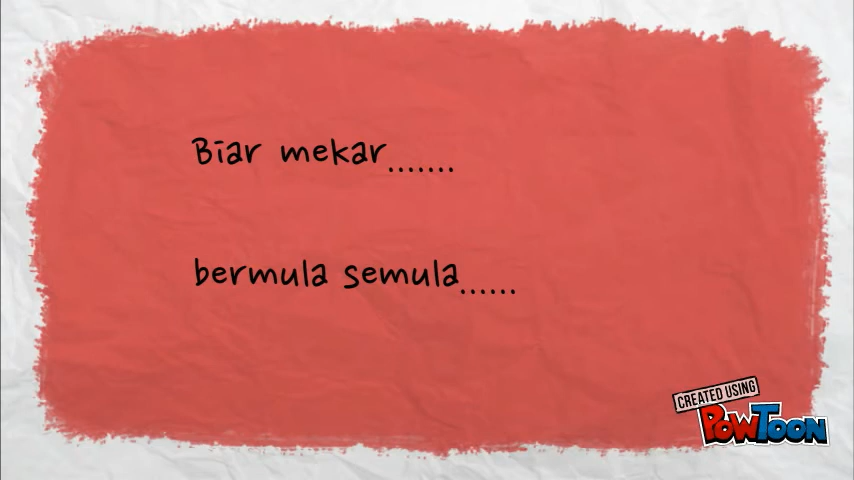 Biar mekar.......
bermula semula......
CREATED USING
POWTOON